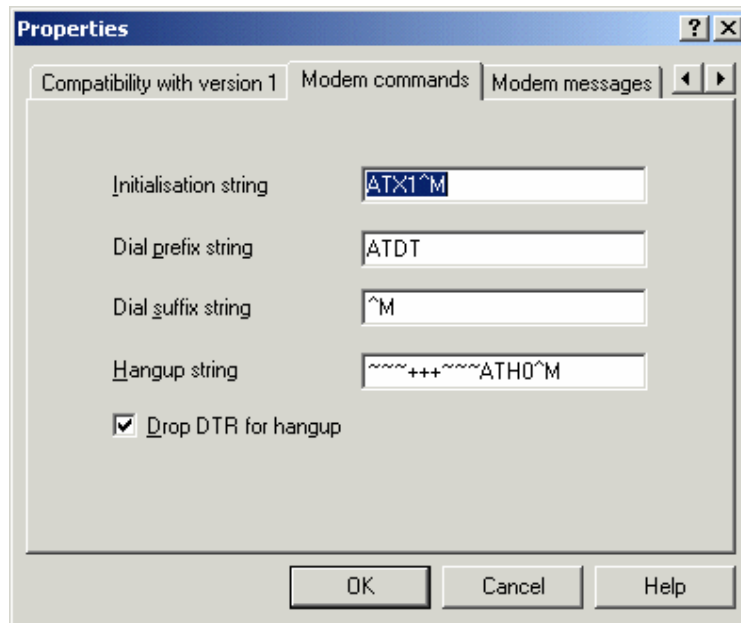 Properties
Compatibility with version 1 Modem commands Modem messages
Initialisation string ATX1^M
Dial prefix string ATDT
Dial suffix string ^M
Hangup string ~~~+++~~~ATH0^M
Drop DTR for hangup
OK Cancel Help